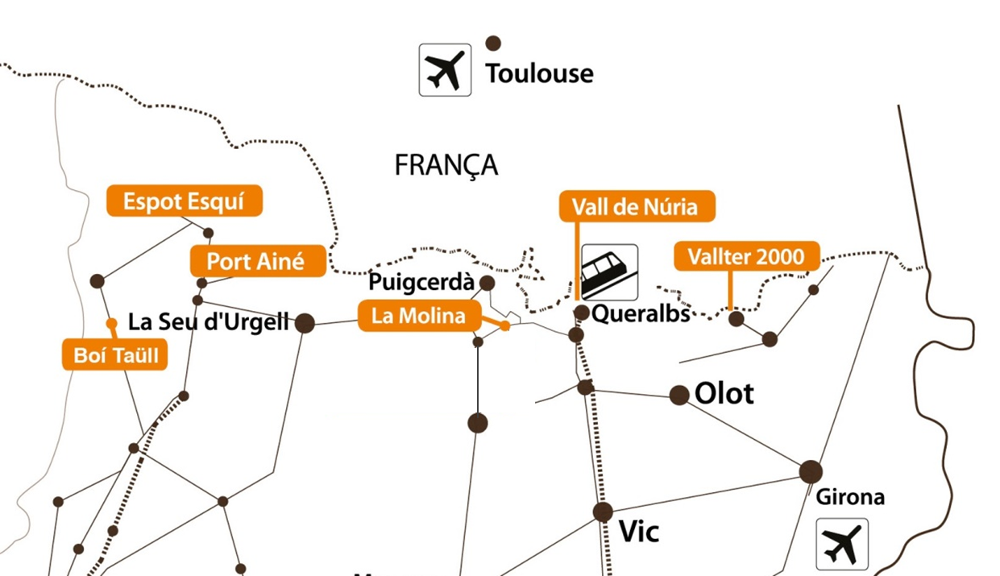 Toulouse
FRANÇA
Espot Esquí
Vall de Núria
Port Ainé
Vallter 2000
Puigcerdà
La Seu d'Urgell
La Molina
Queralbs
Boí Taüll
Olot
Girona
Vic